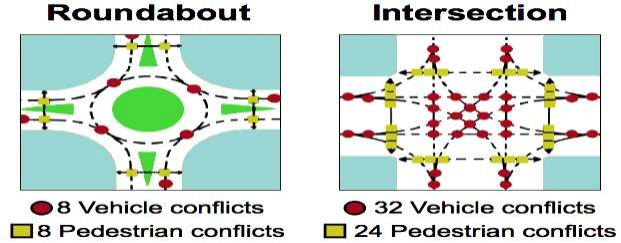 Roundabout
Intersection
8 Vehicle conflicts
8 Pedestrian conflicts
32 Vehicle conflicts
24 Pedestrian conflicts